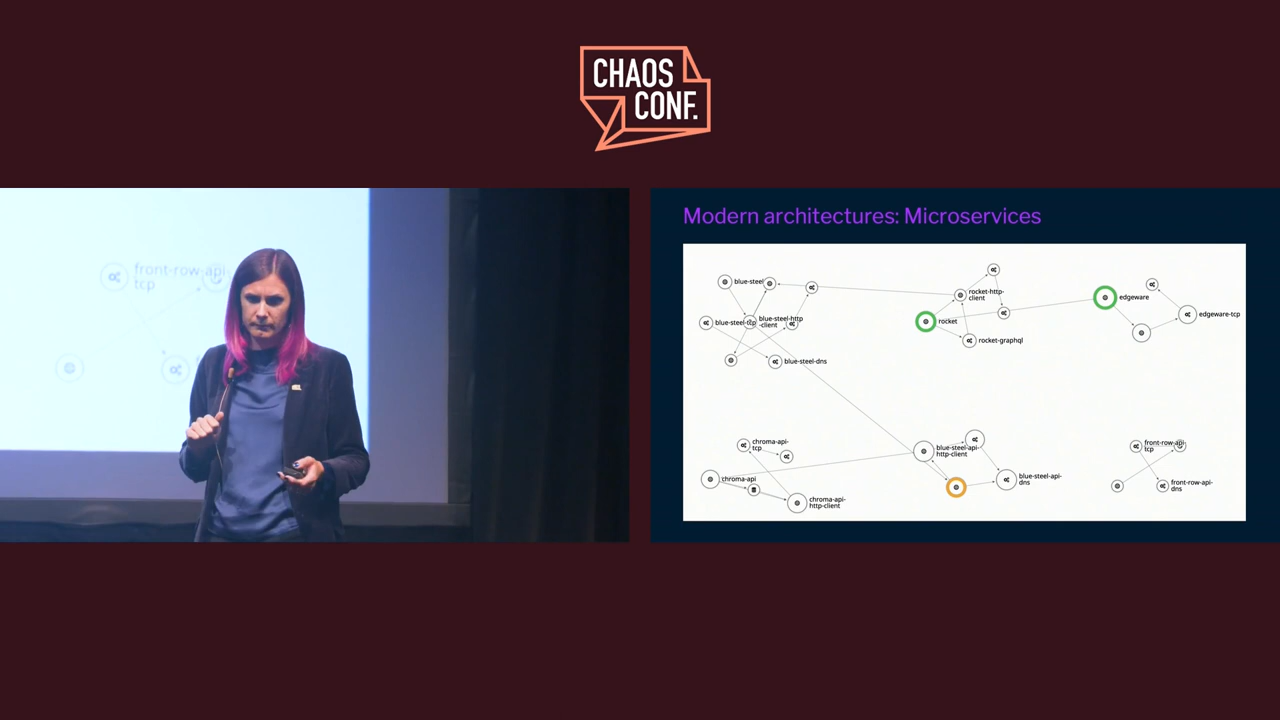 CHAOS
CONF.
front-row-api-
tcp
Modern architectures: Microservices
blue-steel
blue-steel-tcp
blue-steel-http
-client
blue-steel-dns
rocket-http-
client
rocket
rocket-graphql
edgeware
edgeware-tcp
chroma-api-
tcp
chroma-api
chroma-api-
http-client
blue-steel-api-
http-client
blue-steel-api-
dns
front-row-api-
tcp
front-row-api-
dns